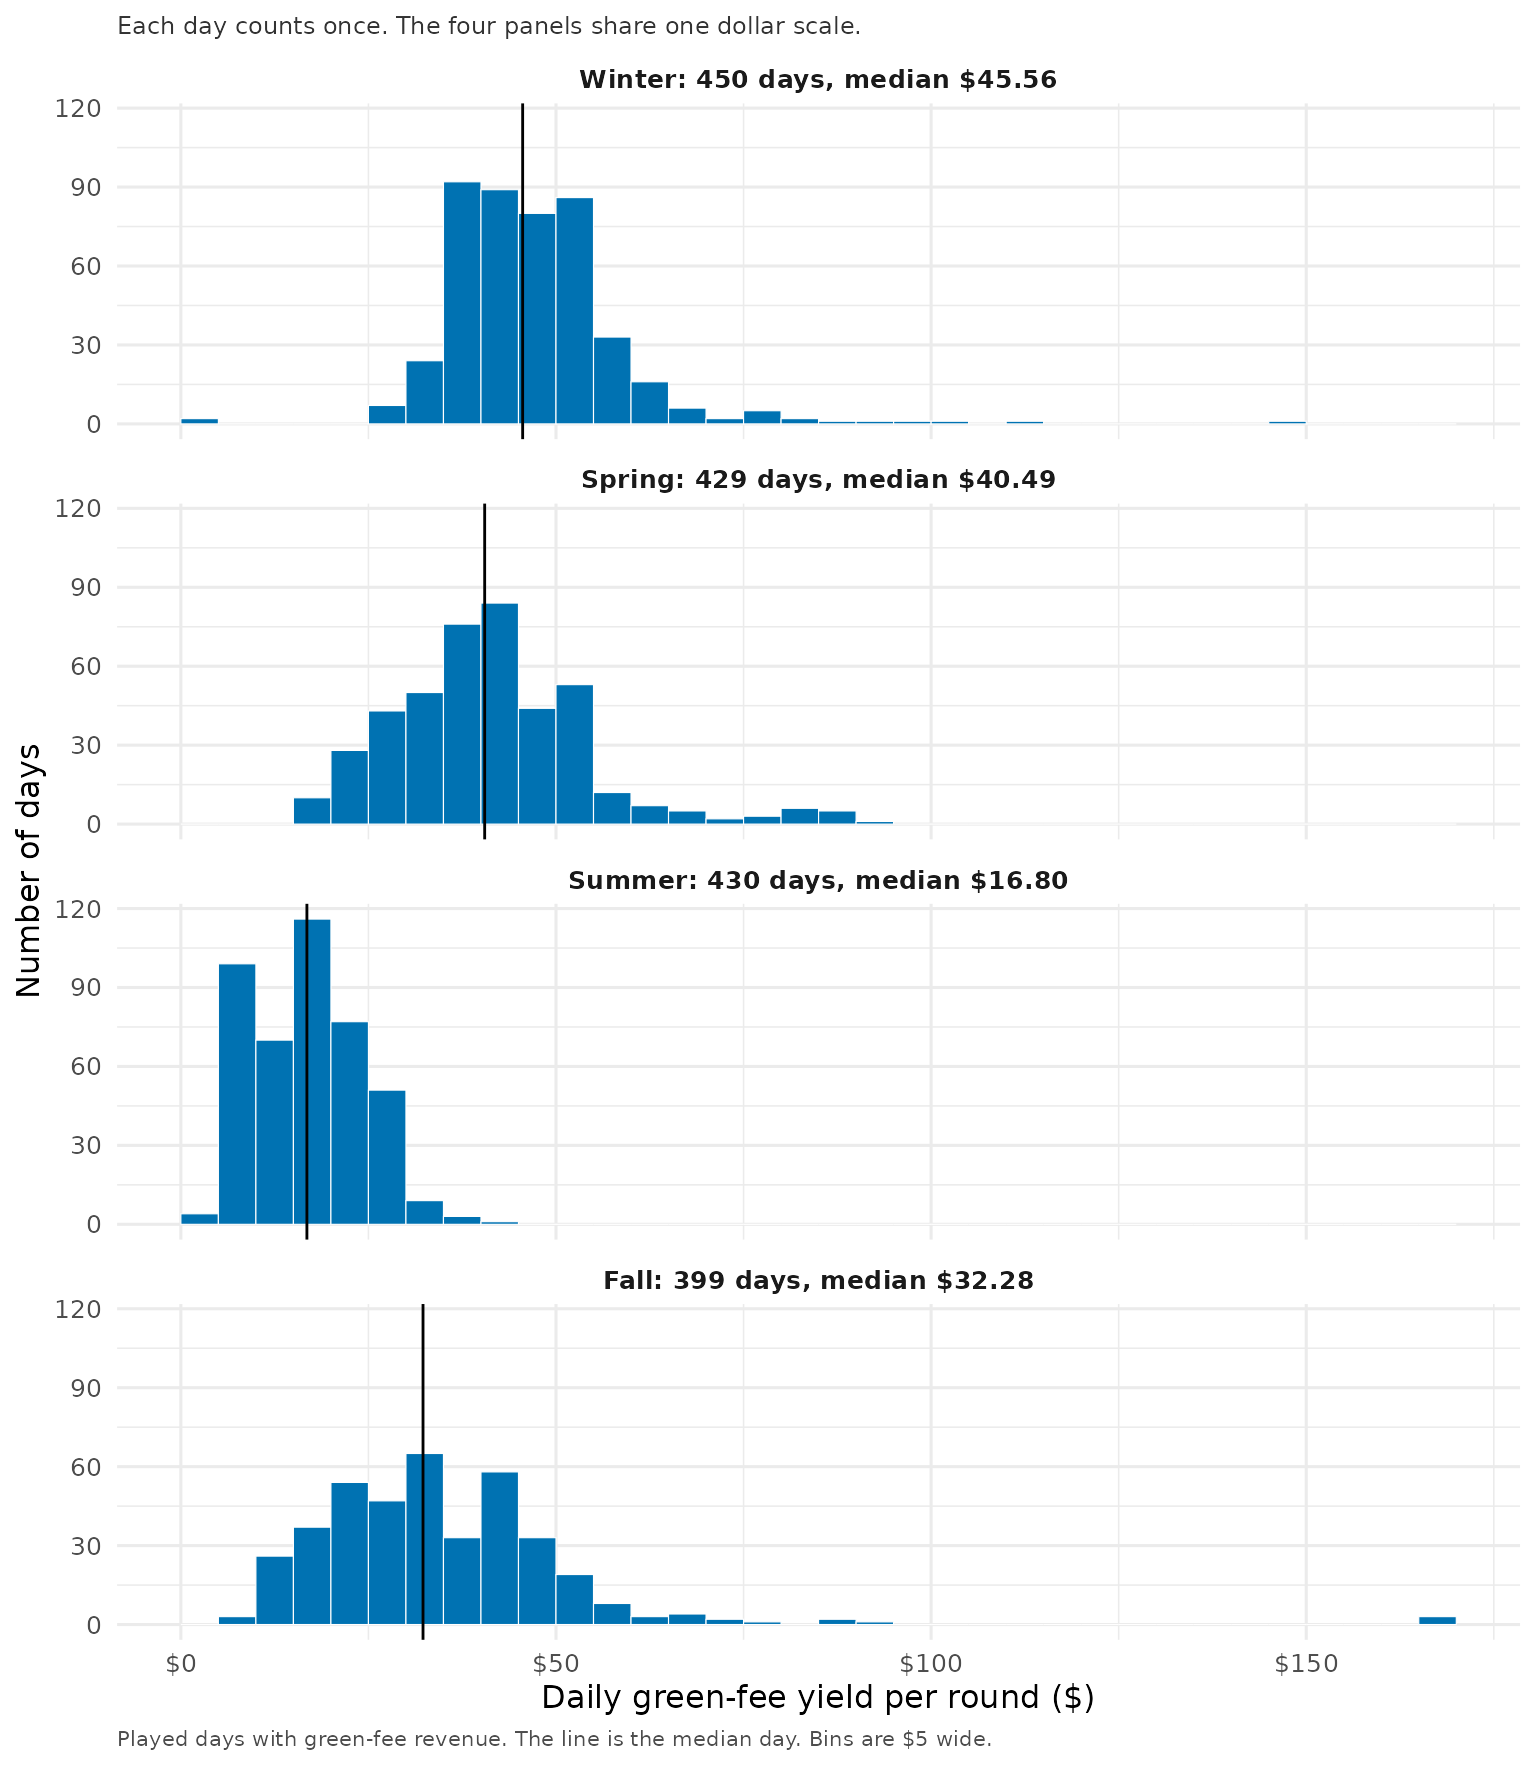 Each day counts once. The four panels share one dollar scale.
Winter: 450 days, median $45.56
120
90
60
30
0
Spring: 429 days, median $40.49
120
90
60
30
0
Number of days
Summer: 430 days, median $16.80
120
90
60
30
0
Fall: 399 days, median $32.28
120
90
60
30
0
$0 $50 $100 $150
Daily green-fee yield per round ($)
Played days with green-fee revenue. The line is the median day. Bins are $5 wide.